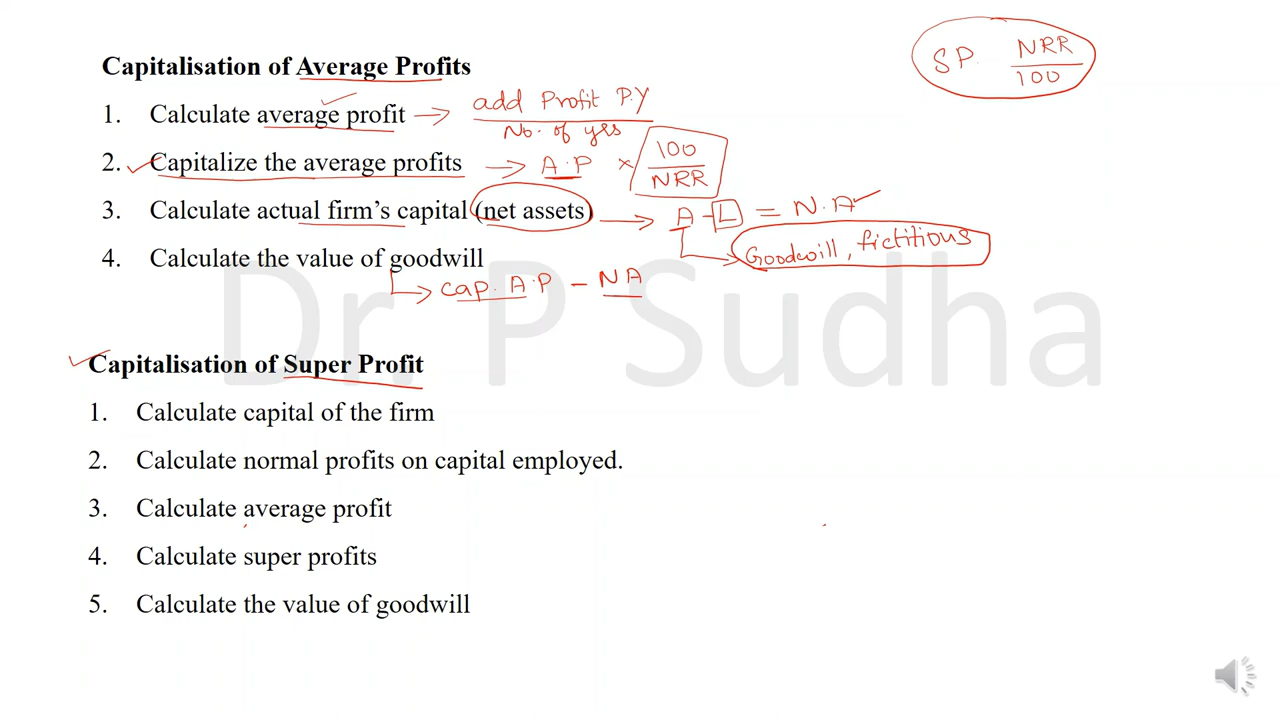 SP. NRR
100
Capitalisation of Average Profits
1. Calculate average profit → add Profit P.Y
No. of yrs
2. Capitalize the average profits → A.P × 100
NRR
3. Calculate actual firm's capital (net assets) → A - L = N.A
Goodwill, fictitious
4. Calculate the value of goodwill
→ cap. A.P - NA
Dr. P Sudha
Capitalisation of Super Profit
1. Calculate capital of the firm
2. Calculate normal profits on capital employed.
3. Calculate average profit
4. Calculate super profits
5. Calculate the value of goodwill